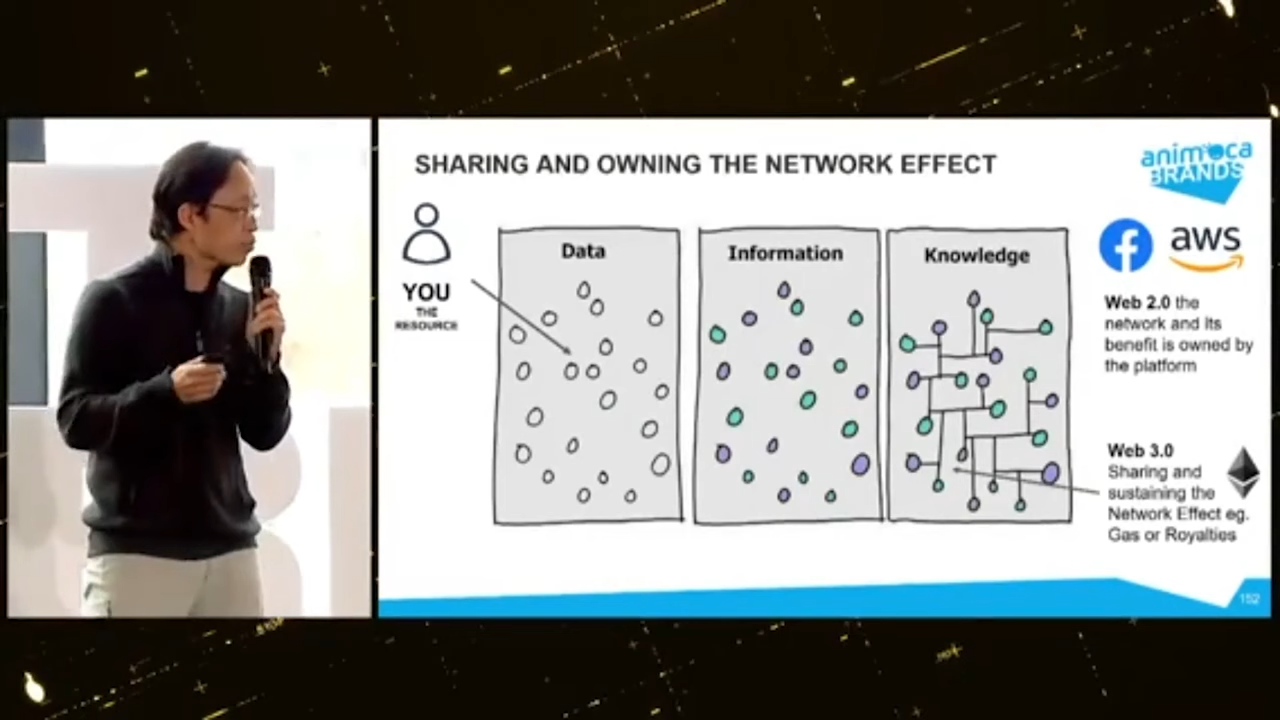 SHARING AND OWNING THE NETWORK EFFECT
animoca
BRANDS
YOU
THE
RESOURCE
Data
Information
Knowledge
aws
Web 2.0 the
network and its
benefit is owned by
the platform
Web 3.0
Sharing and
sustaining the
Network Effect eg.
Gas or Royalties
152